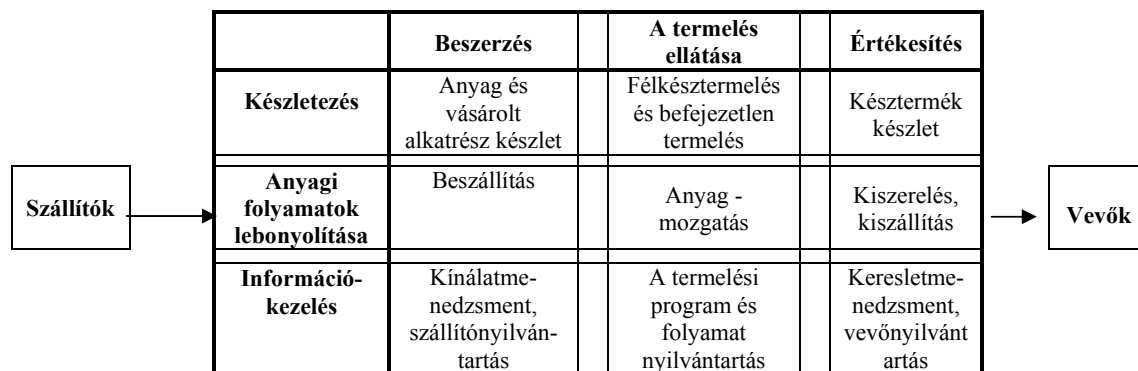 Beszerzés
A termelés
ellátása
Értékesítés
Készletezés
Anyag és
vásárolt
alkatrész készlet
Félkésztermelés
és befejezetlen
termelés
Késztermék
készlet
Szállítók
Anyagi
folyamatok
lebonyolítása
Beszállítás
Anyag -
mozgatás
Kiszerelés,
kiszállítás
Vevők
Információ-
kezelés
Kínálatme-
nedzsment,
szállítónyilván-
tartás
A termelési
program és
folyamat
nyilvántartás
Keresletme-
nedzsment,
vevőnyilvánt
artás